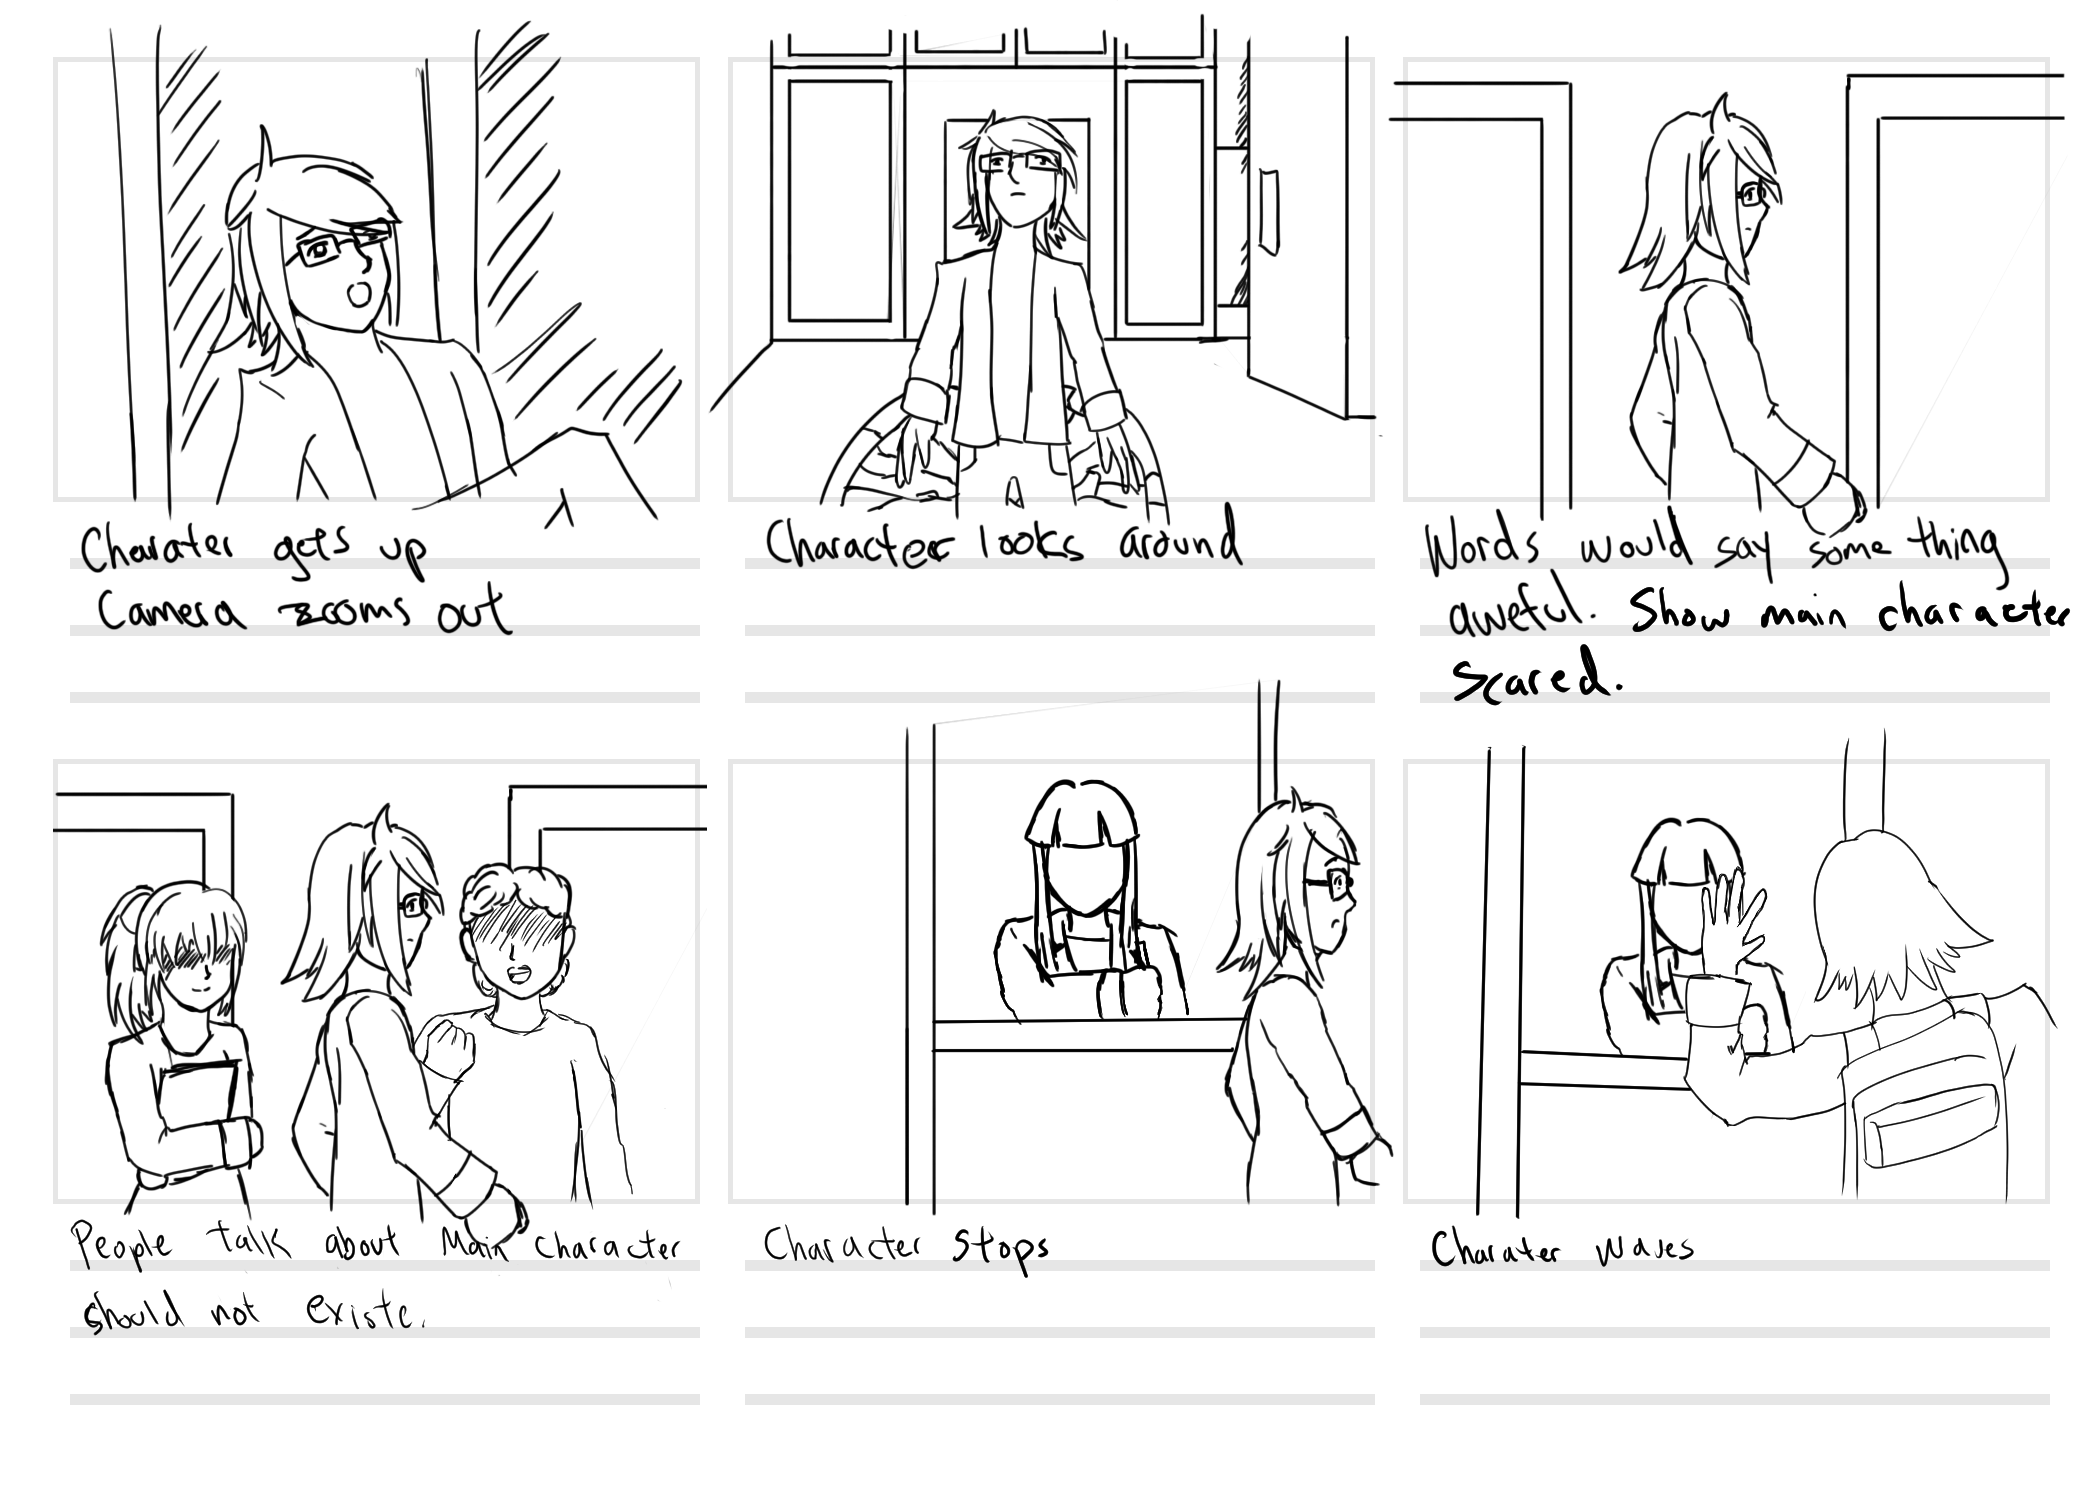 Charater gets up
Camera zooms out
Character looks around
Words would say some thing
aweful. Show main character
scared.
People talk about Main character
should not existe.
Character stops
Charater waves